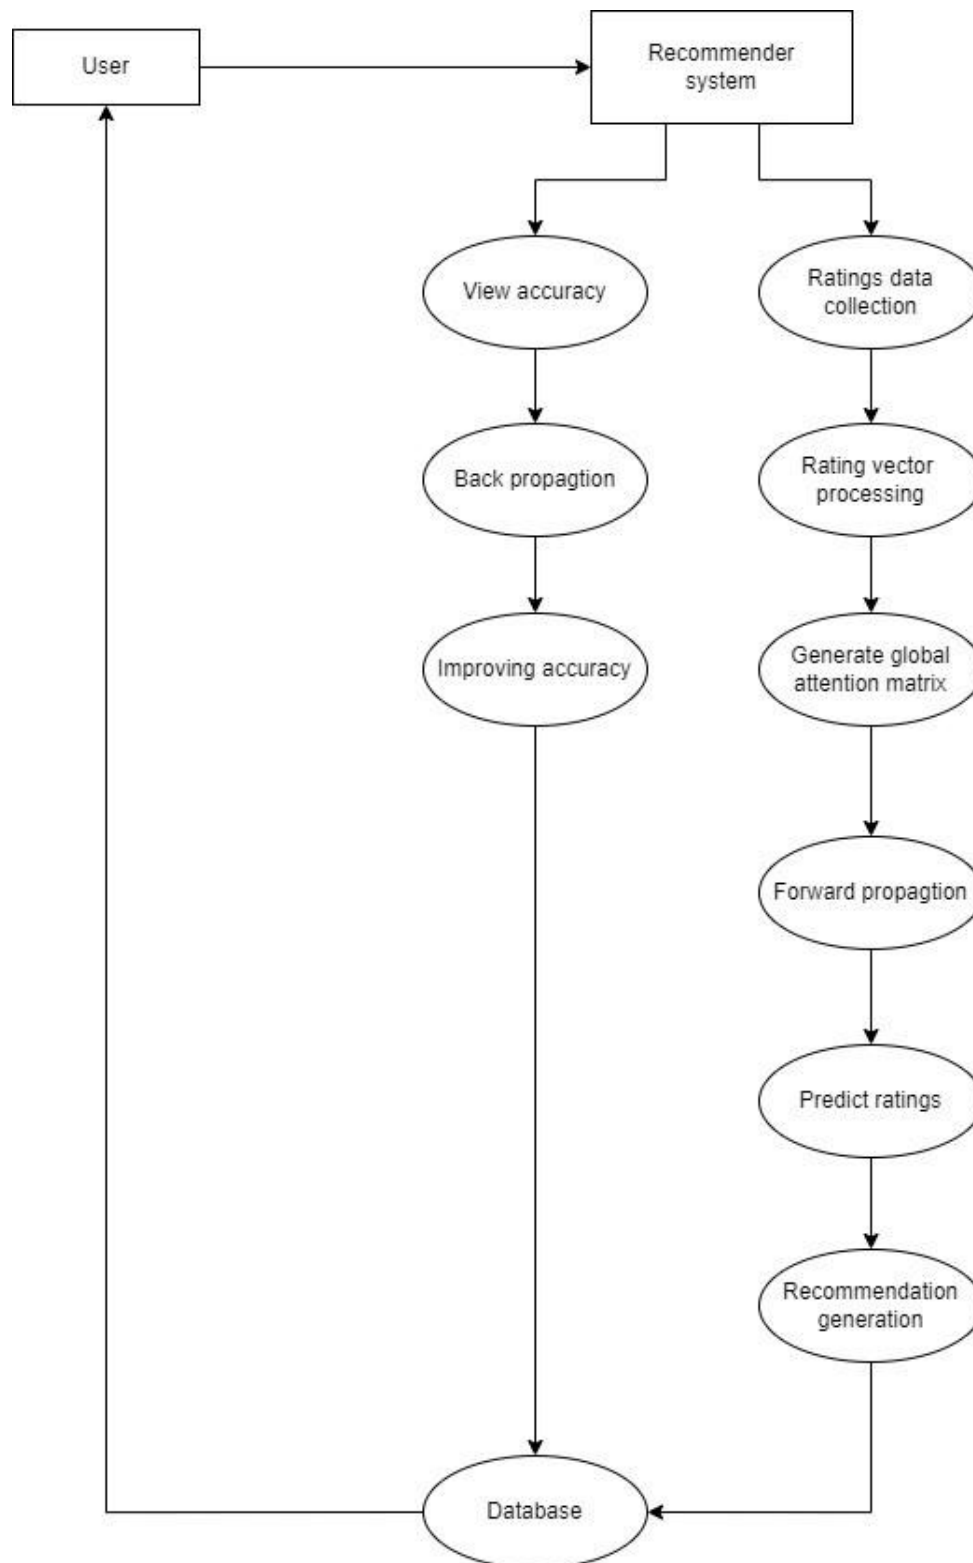 User
Recommender
system
View accuracy
Ratings data
collection
Back propagtion
Rating vector
processing
Improving accuracy
Generate global
attention matrix
Forward propagtion
Predict ratings
Recommendation
generation
Database